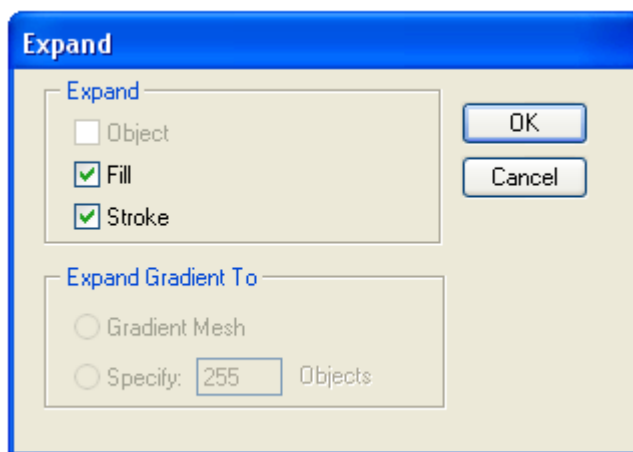 Expand
Expand
Object
OK
Fill
Cancel
Stroke
Expand Gradient To
Gradient Mesh
Specify: 255 Objects